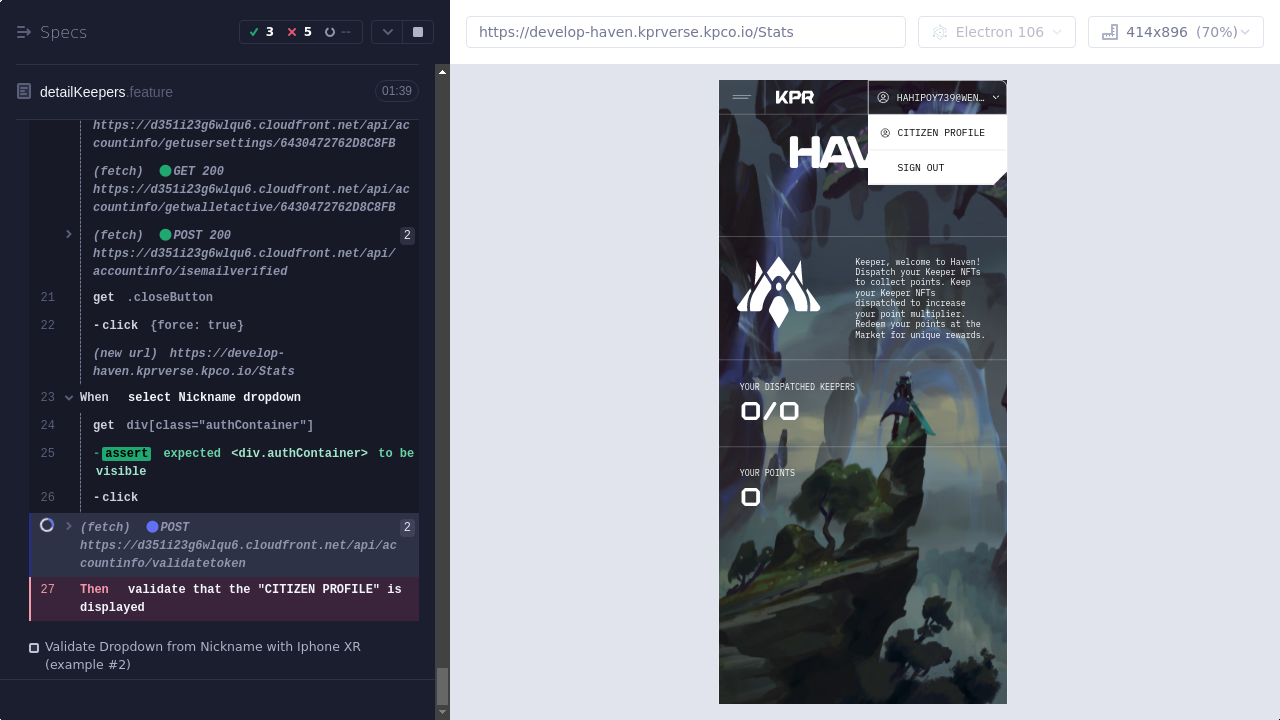 Specs
3
5
--
detailKeepers.feature
01:39
https://d351i23g6wlqu6.cloudfront.net/api/ac
countinfo/getusersettings/6430472762D8C8FB
(fetch) GET 200
https://d351i23g6wlqu6.cloudfront.net/api/ac
countinfo/getwalletactive/6430472762D8C8FB
(fetch) POST 200
2
https://d351i23g6wlqu6.cloudfront.net/api/
accountinfo/isemailverified
21 get .closeButton
22 -click {force: true}
(new url) https://develop-
haven.kprverse.kpco.io/Stats
23 When select Nickname dropdown
24 get div[class="authContainer"]
25 -assert expected <div.authContainer> to be
visible
26 -click
(fetch) POST
2
https://d351i23g6wlqu6.cloudfront.net/api/ac
countinfo/validatetoken
27 Then validate that the "CITIZEN PROFILE" is
displayed
Validate Dropdown from Nickname with Iphone XR
(example #2)
https://develop-haven.kprverse.kpco.io/Stats
Electron 106
414x896 (70%)
KPR
HAHIPOY739@WEN…
CITIZEN PROFILE
SIGN OUT
HAV
Keeper, welcome to Haven!
Dispatch your Keeper NFTs
to collect points. Keep
your Keeper NFTs
dispatched to increase
your point multiplier.
Redeem your points at the
Market for unique rewards.
YOUR DISPATCHED KEEPERS
0/0
YOUR POINTS
0